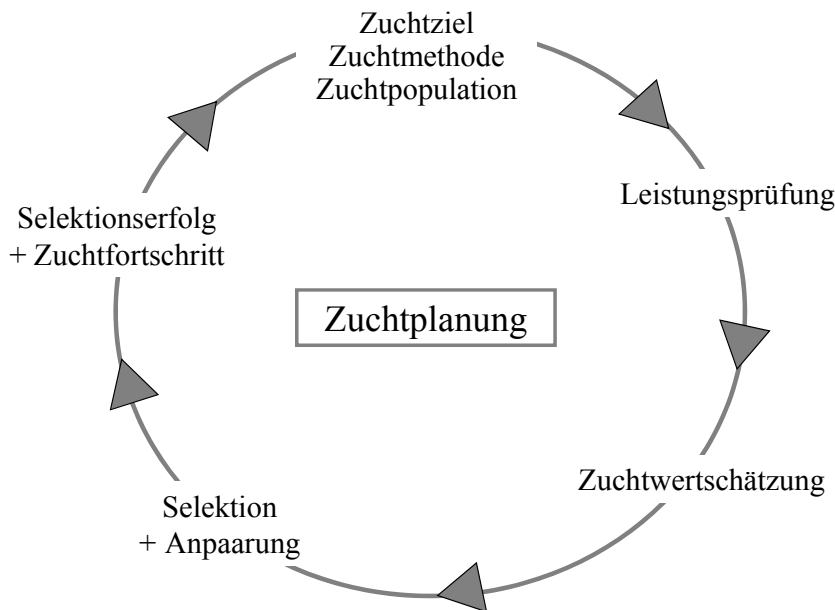 Zuchtziel
Zuchtmethode
Zuchtpopulation
Leistungsprüfung
Zuchtwertschätzung
Selektion
+ Anpaarung
Selektionserfolg
+ Zuchtfortschritt
Zuchtplanung